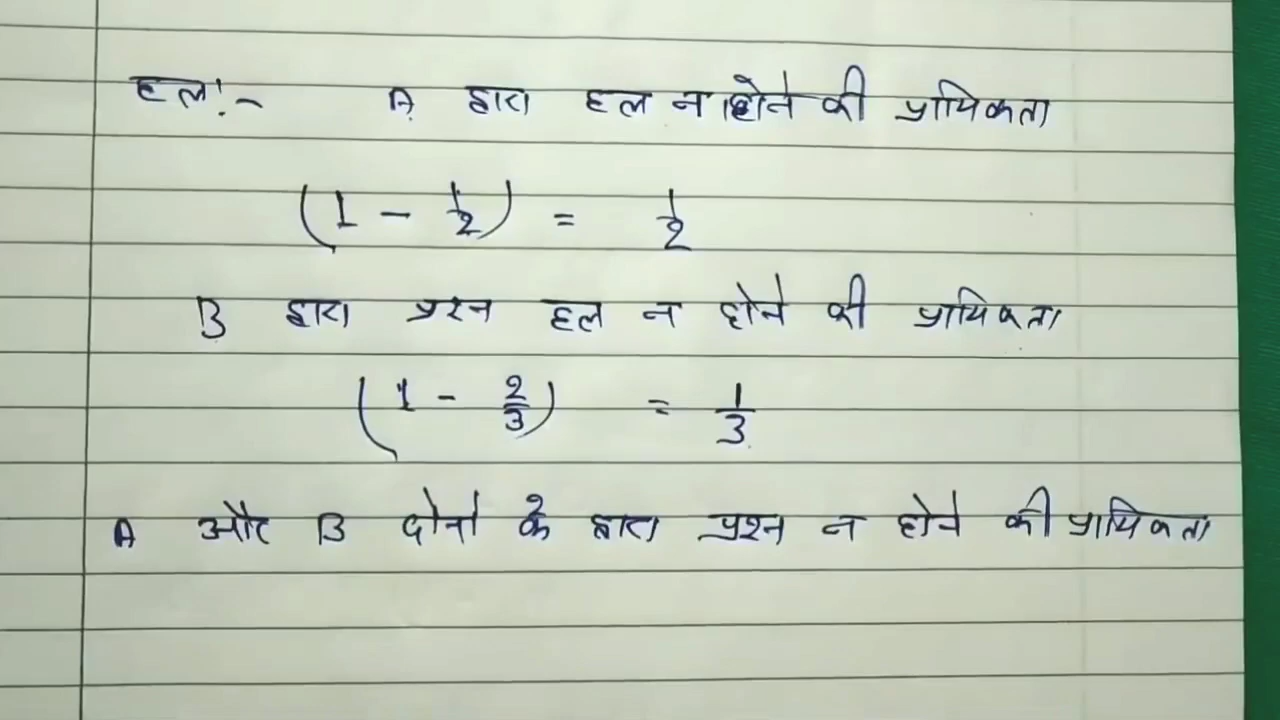 हल:- A द्वारा हल न होने की प्रायिकता
(1 - 1/2) = 1/2
B द्वारा प्रश्न हल न होने की प्रायिकता
(1 - 2/3) = 1/3
A और B दोनो के द्वारा प्रश्न न होने की प्रायिकता